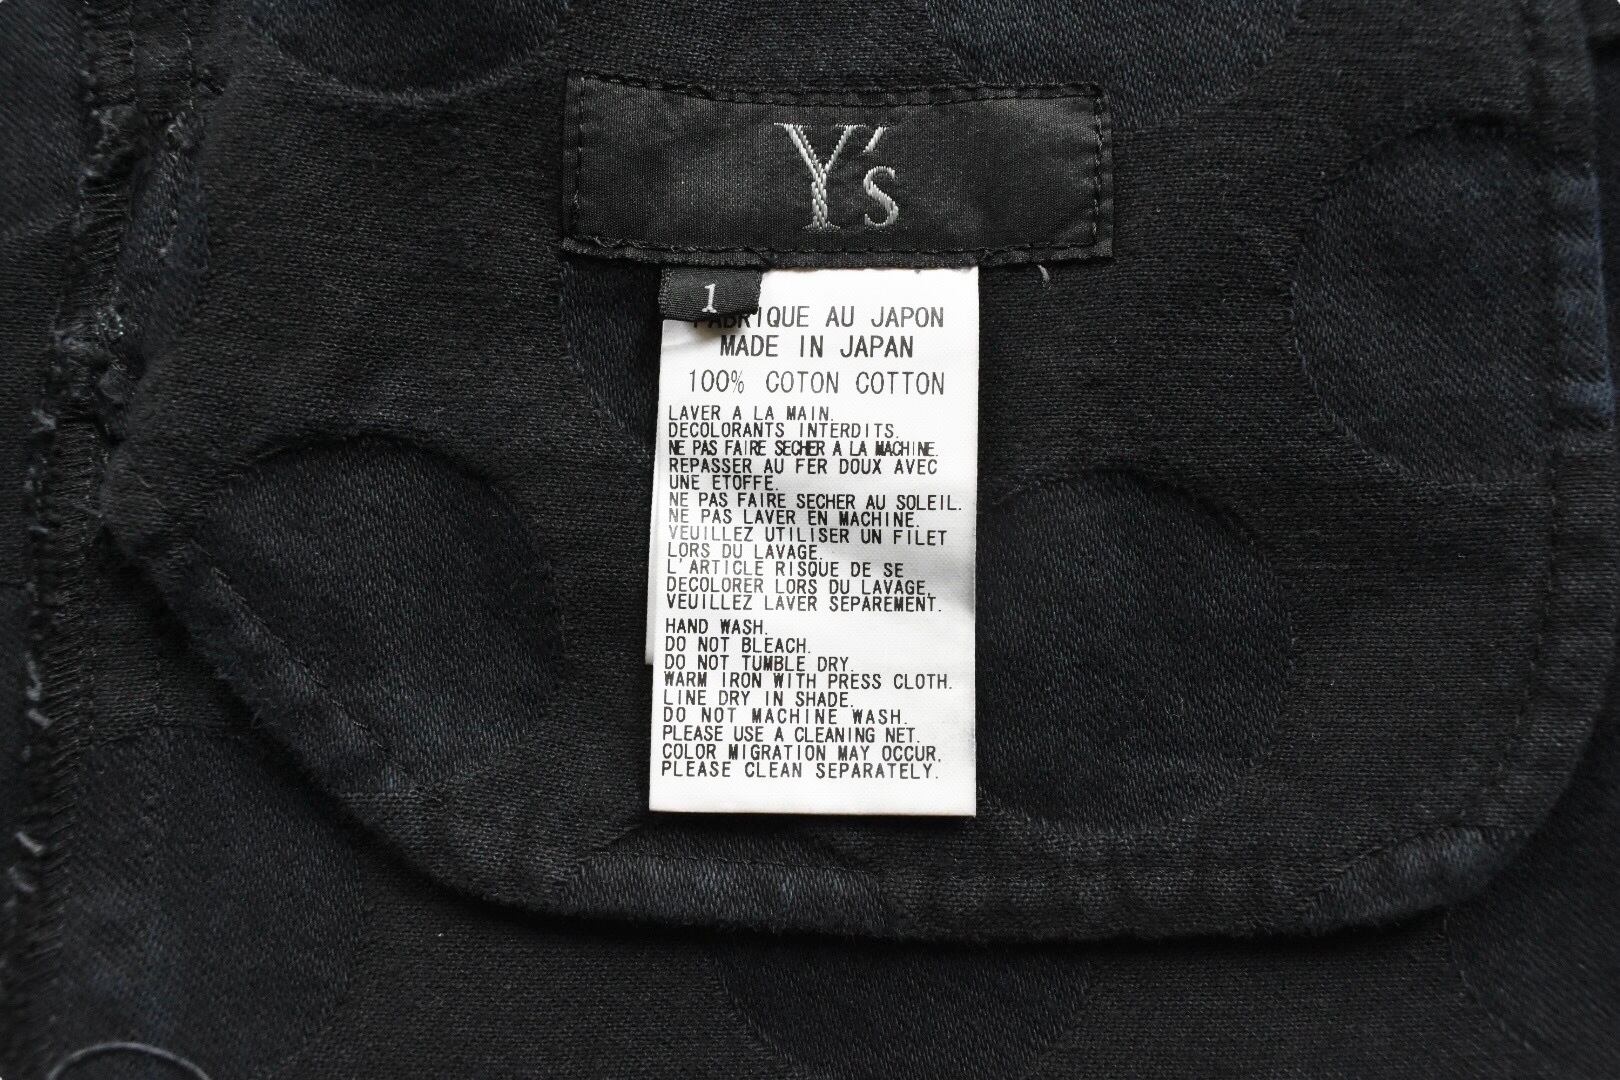 Y's
1
FABRIQUE AU JAPON
MADE IN JAPAN
100% COTON COTTON
LAVER A LA MAIN.
DECOLORANTS INTERDITS.
NE PAS FAIRE SECHER A LA MACHINE.
REPASSER AU FER DOUX AVEC
UNE ETOFFE.
NE PAS FAIRE SECHER AU SOLEIL.
NE PAS LAVER EN MACHINE.
VEUILLEZ UTILISER UN FILET
LORS DU LAVAGE.
L'ARTICLE RISQUE DE SE
DECOLORER LORS DU LAVAGE,
VEUILLEZ LAVER SEPAREMENT.
HAND WASH.
DO NOT BLEACH.
DO NOT TUMBLE DRY.
WARM IRON WITH PRESS CLOTH.
LINE DRY IN SHADE.
DO NOT MACHINE WASH.
PLEASE USE A CLEANING NET.
COLOR MIGRATION MAY OCCUR,
PLEASE CLEAN SEPARATELY.